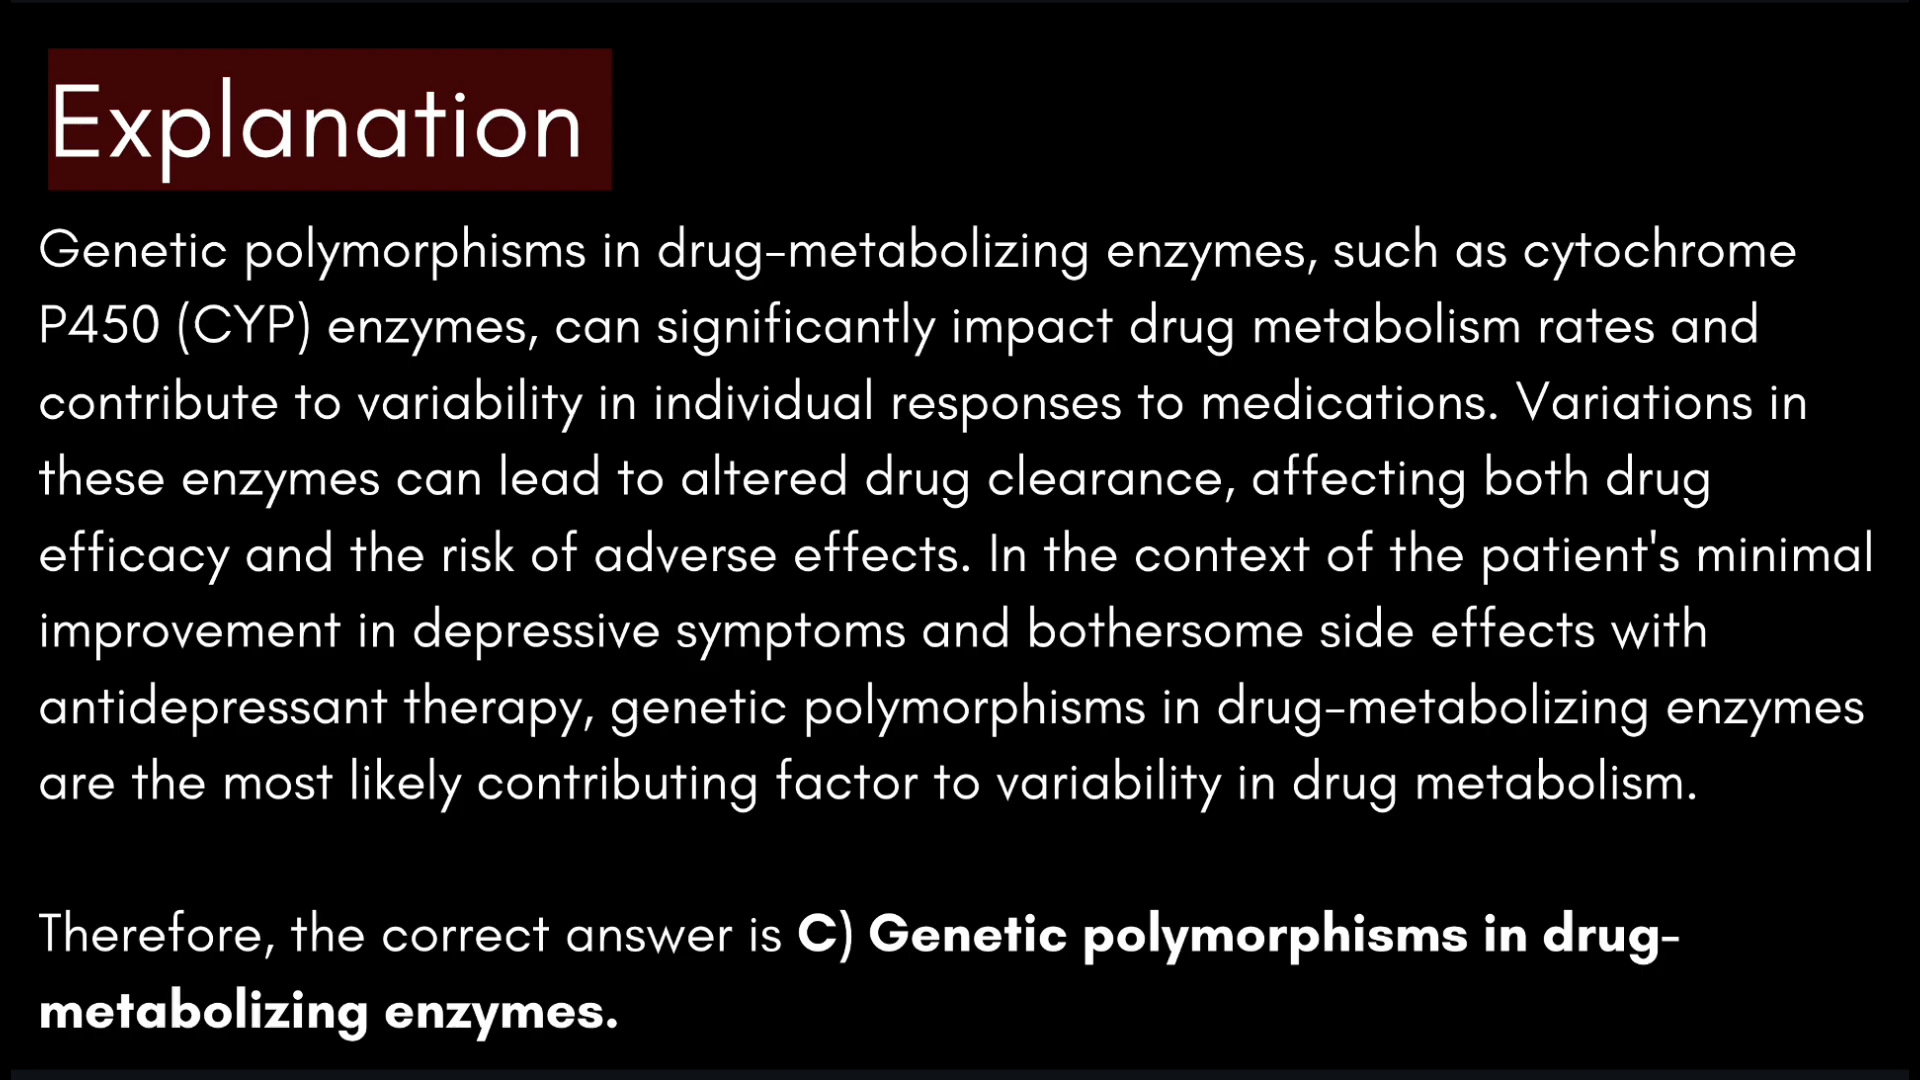 Explanation
Genetic polymorphisms in drug-metabolizing enzymes, such as cytochrome
P450 (CYP) enzymes, can significantly impact drug metabolism rates and
contribute to variability in individual responses to medications. Variations in
these enzymes can lead to altered drug clearance, affecting both drug
efficacy and the risk of adverse effects. In the context of the patient's minimal
improvement in depressive symptoms and bothersome side effects with
antidepressant therapy, genetic polymorphisms in drug-metabolizing enzymes
are the most likely contributing factor to variability in drug metabolism.
Therefore, the correct answer is C) Genetic polymorphisms in drug-
metabolizing enzymes.